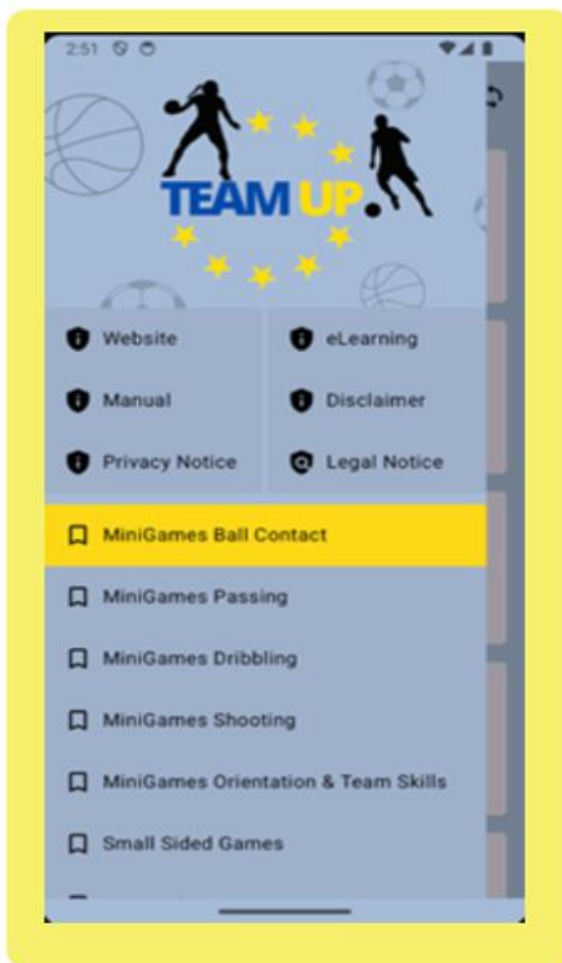 2:51
TEAM UP
Website
eLearning
Manual
Disclaimer
Privacy Notice
Legal Notice
MiniGames Ball Contact
MiniGames Passing
MiniGames Dribbling
MiniGames Shooting
MiniGames Orientation & Team Skills
Small Sided Games